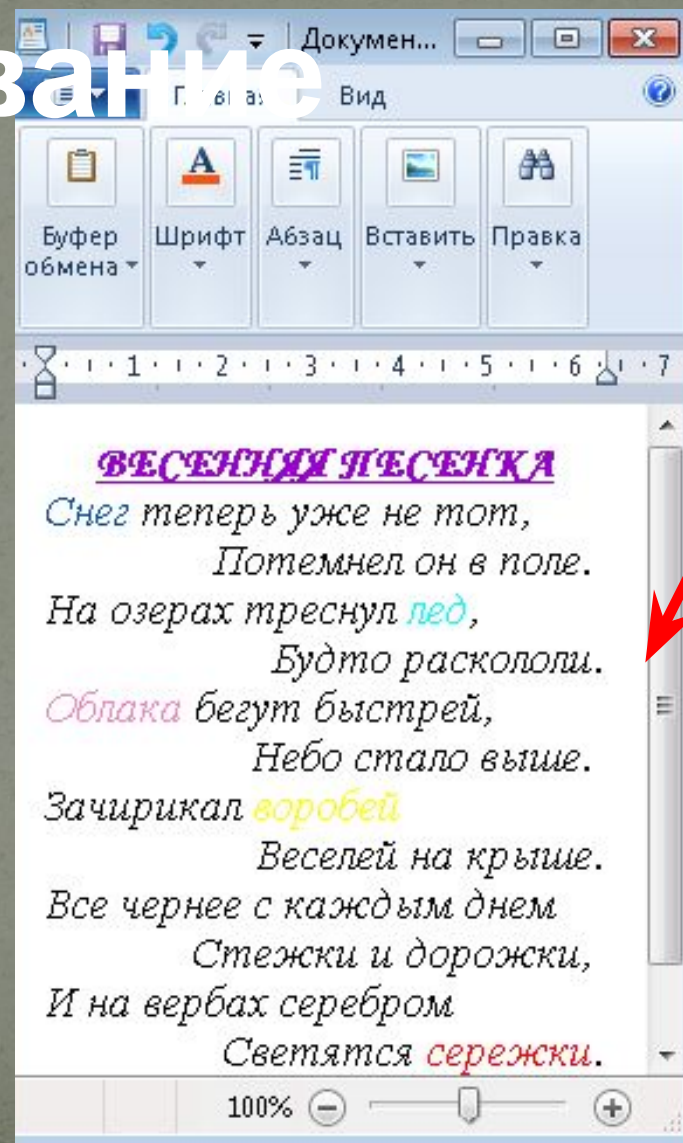 Докумен...
вание
Вид
Буфер обмена
Шрифт
Абзац
Вставить
Правка
1 2 3 4 5 6 7
ВЕСЕННЯЯ ПЕСЕНКА
Снег теперь уже не тот,
Потемнел он в поле.
На озерах треснул лед,
Будто раскололи.
Облака бегут быстрей,
Небо стало выше.
Зачирикал воробей
Веселей на крыше.
Все чернее с каждым днем
Стежки и дорожки,
И на вербах серебром
Светятся сережки.
100%